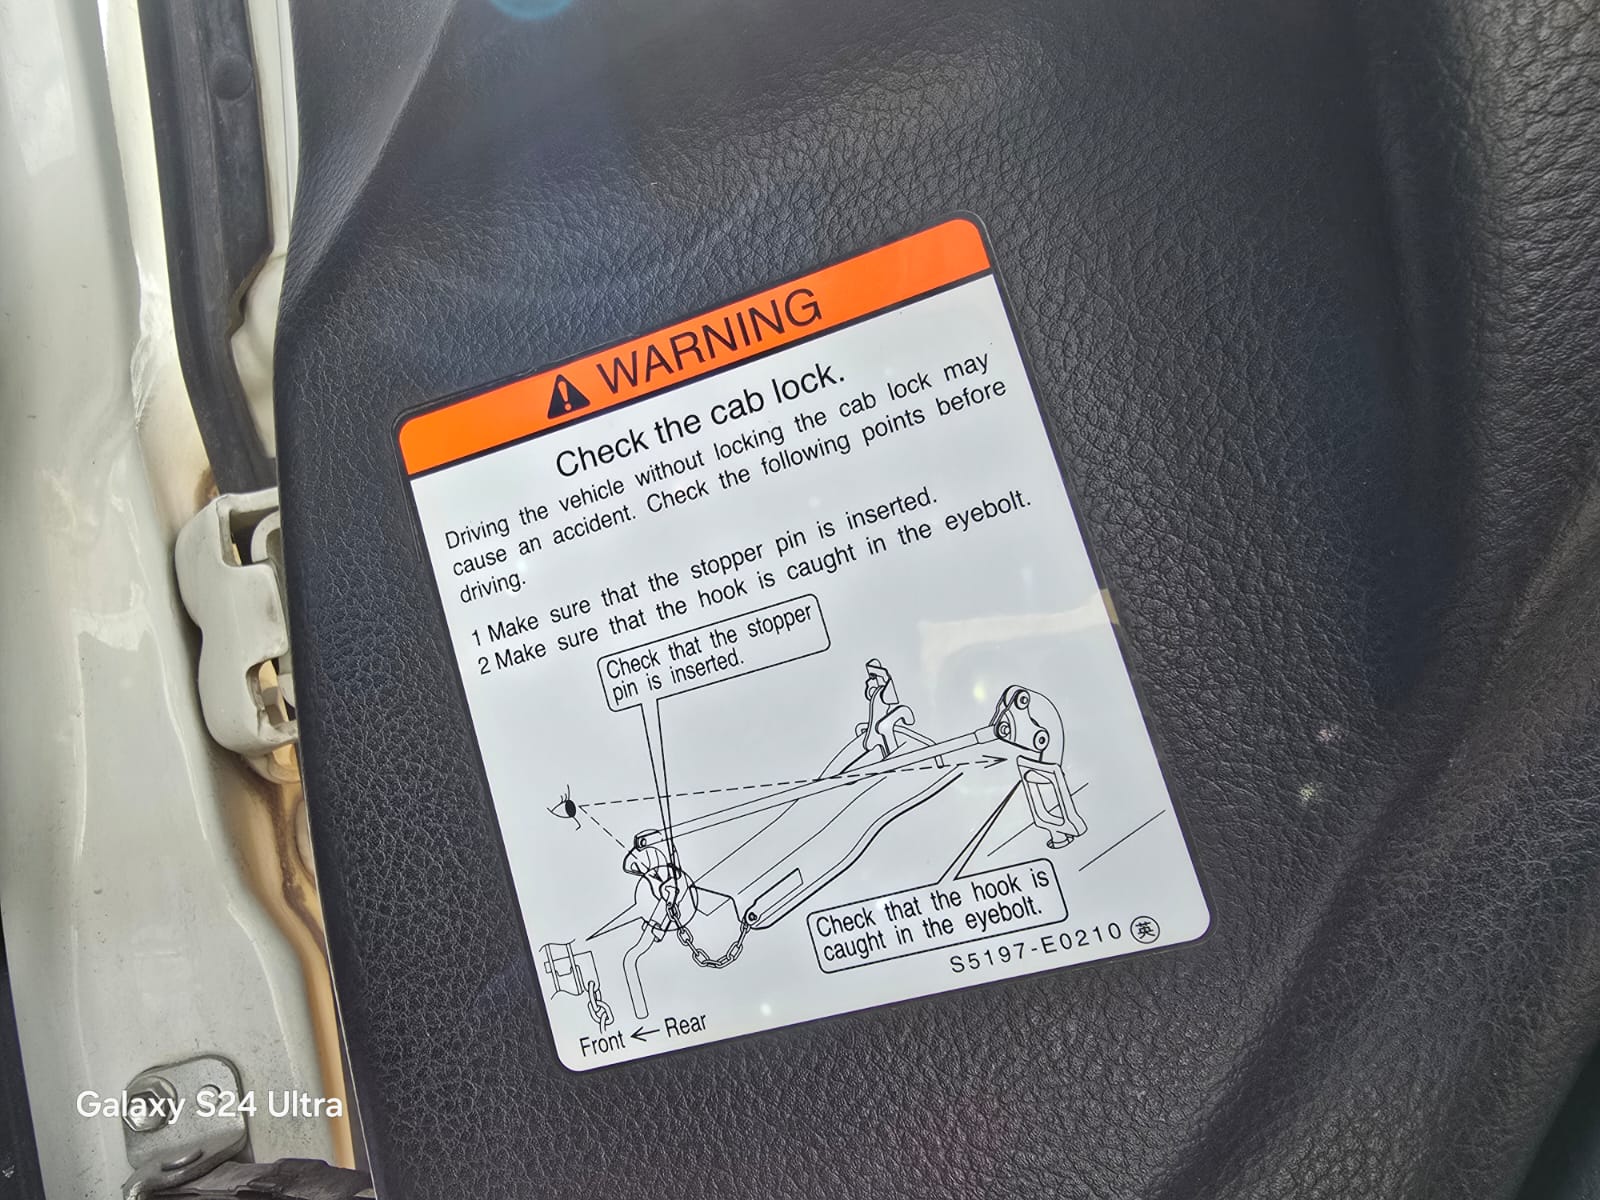 WARNING
Check the cab lock.
Driving the vehicle without locking the cab lock may
cause an accident. Check the following points before
driving.
1 Make sure that the stopper pin is inserted.
2 Make sure that the hook is caught in the eyebolt.
Check that the stopper
pin is inserted.
Check that the hook is
caught in the eyebolt.
S5197-E0210 英
Front ← Rear
Galaxy S24 Ultra